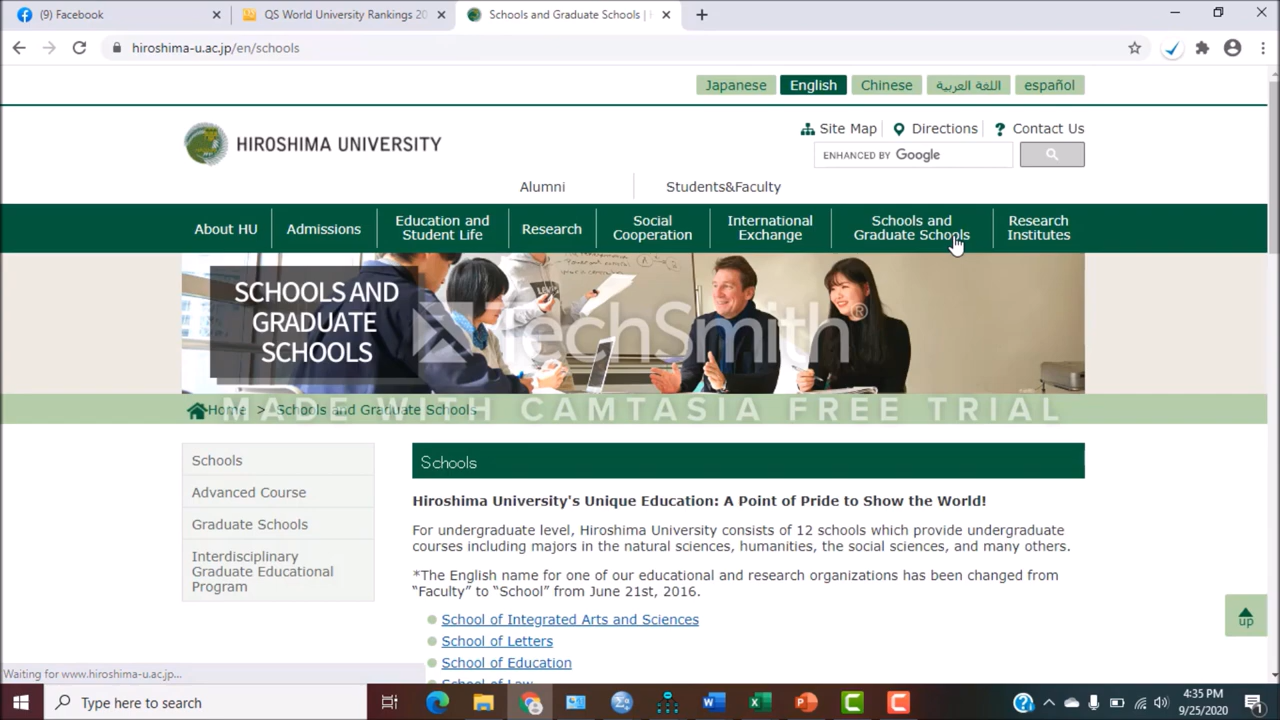 (9) Facebook
QS World University Rankings 20
Schools and Graduate Schools |
hiroshima-u.ac.jp/en/schools
Japanese
English
Chinese
اللغة العربية
español
HIROSHIMA UNIVERSITY
Site Map
Directions
Contact Us
ENHANCED BY Google
Alumni
Students&Faculty
About HU
Admissions
Education and
Student Life
Research
Social
Cooperation
International
Exchange
Schools and
Graduate Schools
Research
Institutes
SCHOOLS AND
GRADUATE
SCHOOLS
TechSmith®
MADE WITH CAMTASIA FREE TRIAL
Home > Schools and Graduate Schools
Schools
Advanced Course
Graduate Schools
Interdisciplinary
Graduate Educational
Program
Schools
Hiroshima University's Unique Education: A Point of Pride to Show the World!
For undergraduate level, Hiroshima University consists of 12 schools which provide undergraduate
courses including majors in the natural sciences, humanities, the social sciences, and many others.
*The English name for one of our educational and research organizations has been changed from
“Faculty” to “School” from June 21st, 2016.
School of Integrated Arts and Sciences
School of Letters
School of Education
School of Law
up
Waiting for www.hiroshima-u.ac.jp...
Type here to search
4:35 PM
9/25/2020